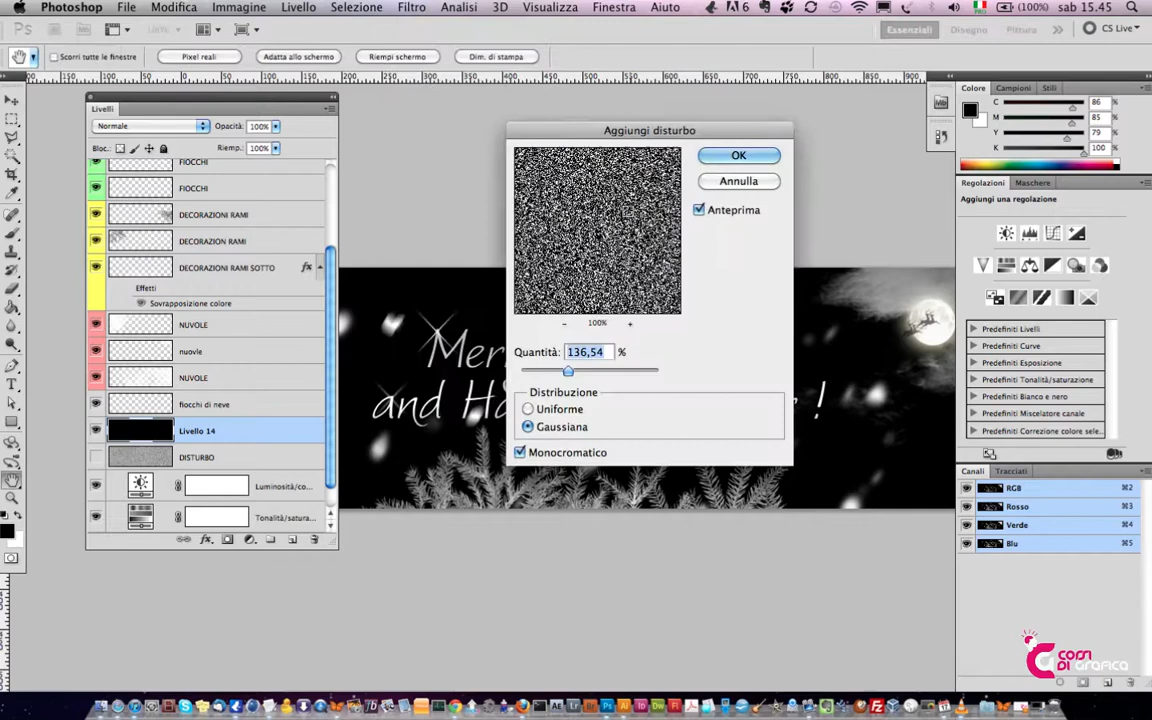 Photoshop File Modifica Immagine Livello Selezione Filtro Analisi 3D Visualizza Finestra Aiuto 6 (100%) sab 15.45
Essenziali Disegno Pittura CS Live
Scorri tutte le finestre Pixel reali Adatta allo schermo Riempi schermo Dim. di stampa
Livelli
Normale Opacità: 100%
Bloc.: Riemp.: 100%
FIOCCHI
FIOCCHI
DECORAZIONI RAMI
DECORAZION RAMI
DECORAZIONI RAMI SOTTO fx
Effetti
Sovrapposizione colore
NUVOLE
nuovle
NUVOLE
fiocchi di neve
Livello 14
DISTURBO
Luminosità/co...
Tonalità/satura...
Aggiungi disturbo
OK
Annulla
Anteprima
100%
Quantità: 136,54 %
Distribuzione
Uniforme
Gaussiana
Monocromatico
Mer
and Ha !
Colore Campioni Stili
C 86 %
M 85 %
Y 79 %
K 100 %
Regolazioni Maschere
Aggiungi una regolazione
Predefiniti Livelli
Predefiniti Curve
Predefiniti Esposizione
Predefiniti Tonalità/saturazione
Predefiniti Bianco e nero
Predefiniti Miscelatore canale
Predefiniti Correzione colore sele...
Canali Tracciati
RGB ⌘2
Rosso ⌘3
Verde ⌘4
Blu ⌘5
CORSI
DI GRAFICA